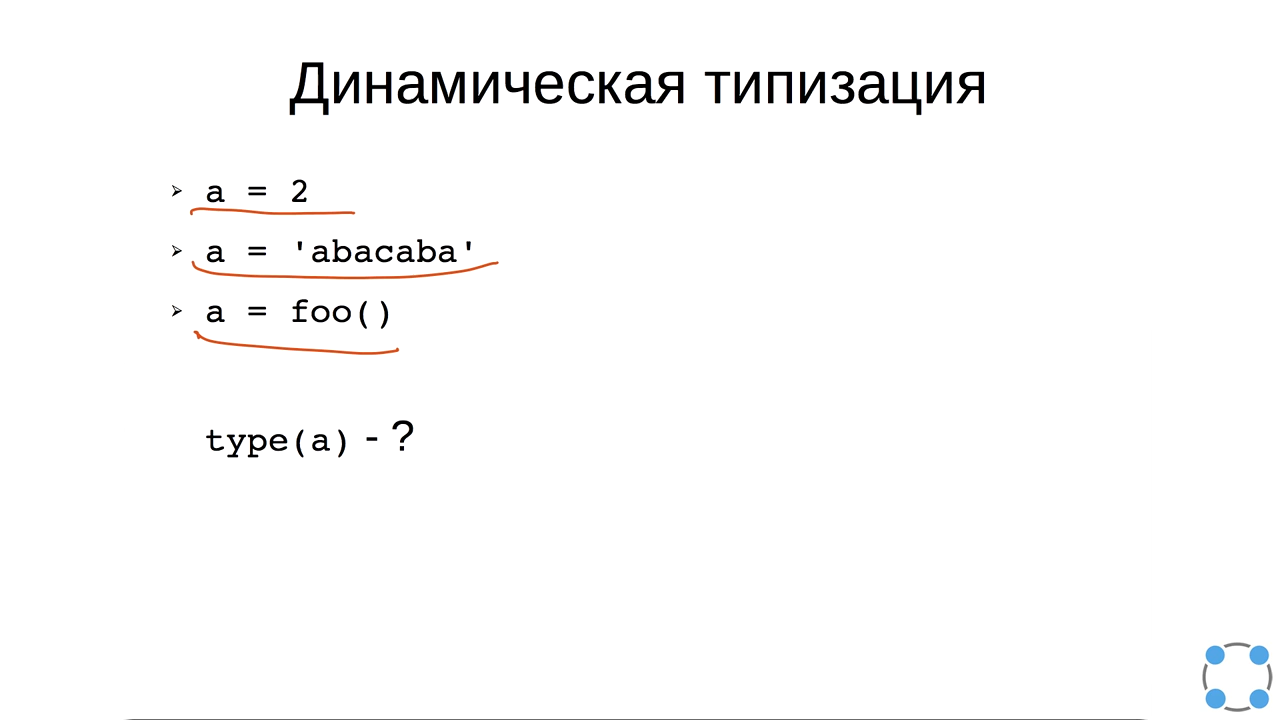 Динамическая типизация
a = 2
a = 'abacaba'
a = foo()
type(a) - ?